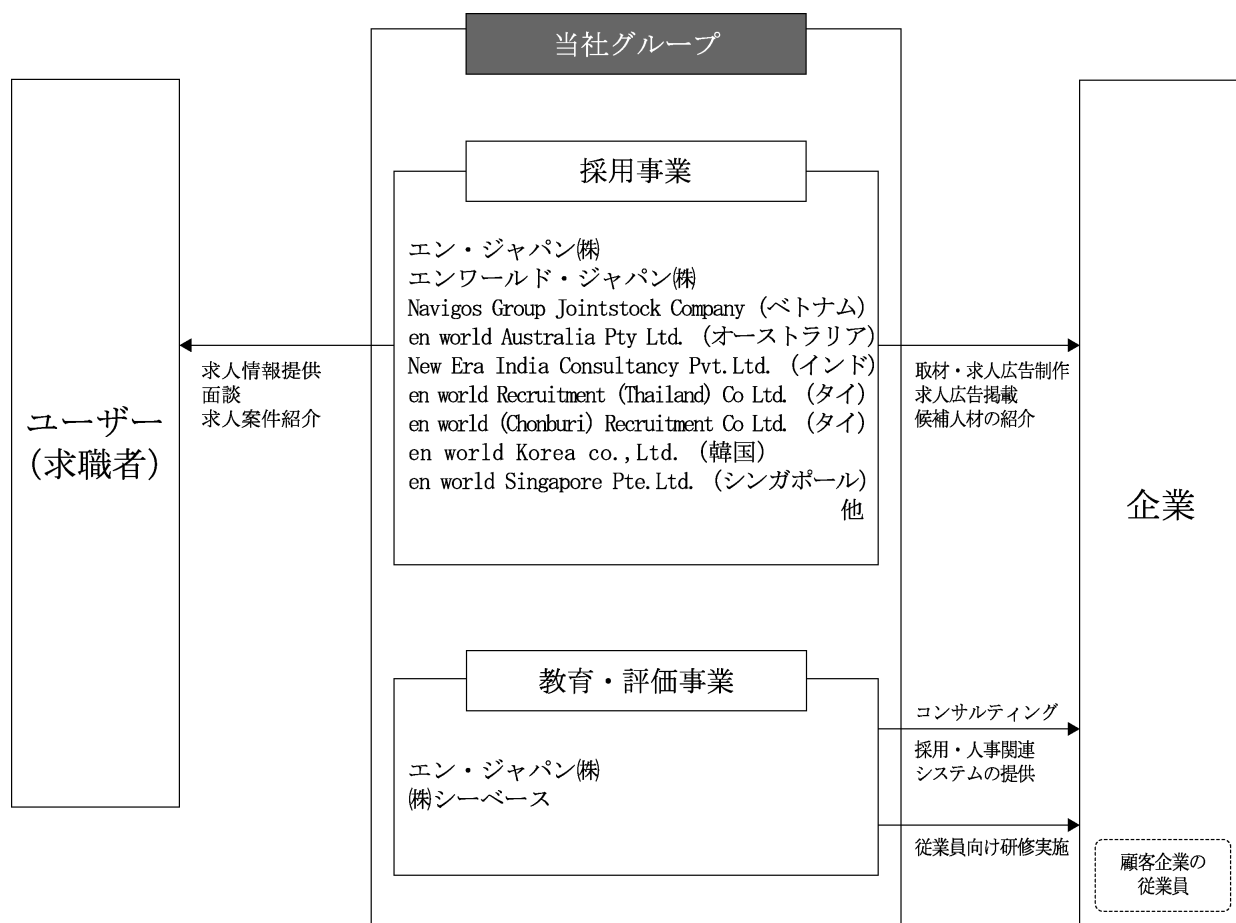 当社グループ
ユーザー
(求職者)
求人情報提供
面談
求人案件紹介
採用事業
エン・ジャパン㈱
エンワールド・ジャパン㈱
Navigos Group Jointstock Company (ベトナム)
en world Australia Pty Ltd. (オーストラリア)
New Era India Consultancy Pvt.Ltd. (インド)
en world Recruitment (Thailand) Co Ltd. (タイ)
en world (Chonburi) Recruitment Co Ltd. (タイ)
en world Korea co.,Ltd. (韓国)
en world Singapore Pte.Ltd. (シンガポール)
他
取材・求人広告制作
求人広告掲載
候補人材の紹介
教育・評価事業
エン・ジャパン㈱
㈱シーベース
コンサルティング
採用・人事関連
システムの提供
従業員向け研修実施
企業
顧客企業の
従業員